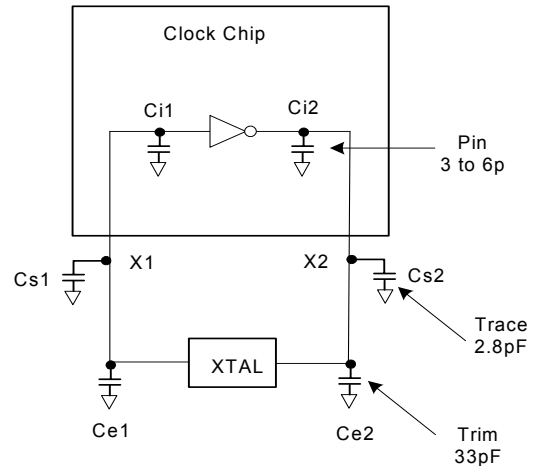 Clock Chip
Ci1
Ci2
Pin
3 to 6p
X1
X2
Cs1
Cs2
Trace
2.8pF
XTAL
Ce1
Ce2
Trim
33pF